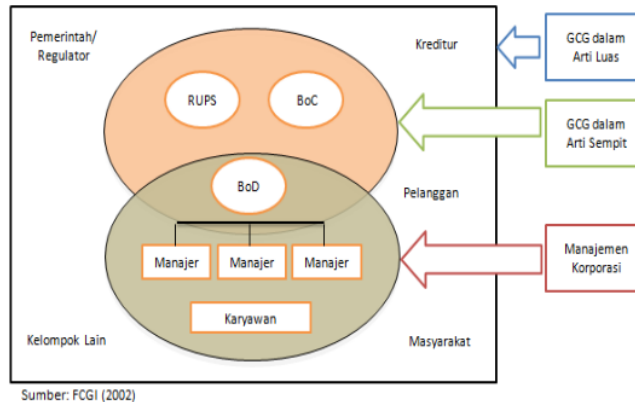 Pemerintah/
Regulator
Kreditur
GCG dalam
Arti Luas
RUPS
BoC
GCG dalam
Arti Sempit
BoD
Pelanggan
Manajer
Manajer
Manajer
Manajemen
Korporasi
Karyawan
Kelompok Lain
Masyarakat
Sumber: FCGI (2002)